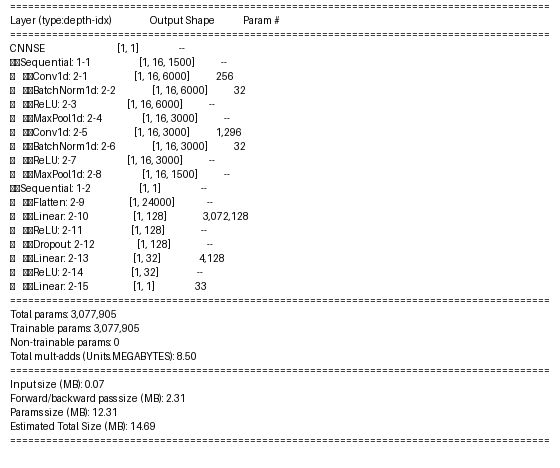 ==========================================================================================
Layer (type:depth-idx) Output Shape Param #
==========================================================================================
CNNSE [1, 1] --
Sequential: 1-1 [1, 16, 1500] --
Conv1d: 2-1 [1, 16, 6000] 256
BatchNorm1d: 2-2 [1, 16, 6000] 32
ReLU: 2-3 [1, 16, 6000] --
MaxPool1d: 2-4 [1, 16, 3000] --
Conv1d: 2-5 [1, 16, 3000] 1,296
BatchNorm1d: 2-6 [1, 16, 3000] 32
ReLU: 2-7 [1, 16, 3000] --
MaxPool1d: 2-8 [1, 16, 1500] --
Sequential: 1-2 [1, 1] --
Flatten: 2-9 [1, 24000] --
Linear: 2-10 [1, 128] 3,072,128
ReLU: 2-11 [1, 128] --
Dropout: 2-12 [1, 128] --
Linear: 2-13 [1, 32] 4,128
ReLU: 2-14 [1, 32] --
Linear: 2-15 [1, 1] 33
==========================================================================================
Total params: 3,077,905
Trainable params: 3,077,905
Non-trainable params: 0
Total mult-adds (Units.MEGABYTES): 8.50
==========================================================================================
Input size (MB): 0.07
Forward/backward pass size (MB): 2.31
Params size (MB): 12.31
Estimated Total Size (MB): 14.69
==========================================================================================